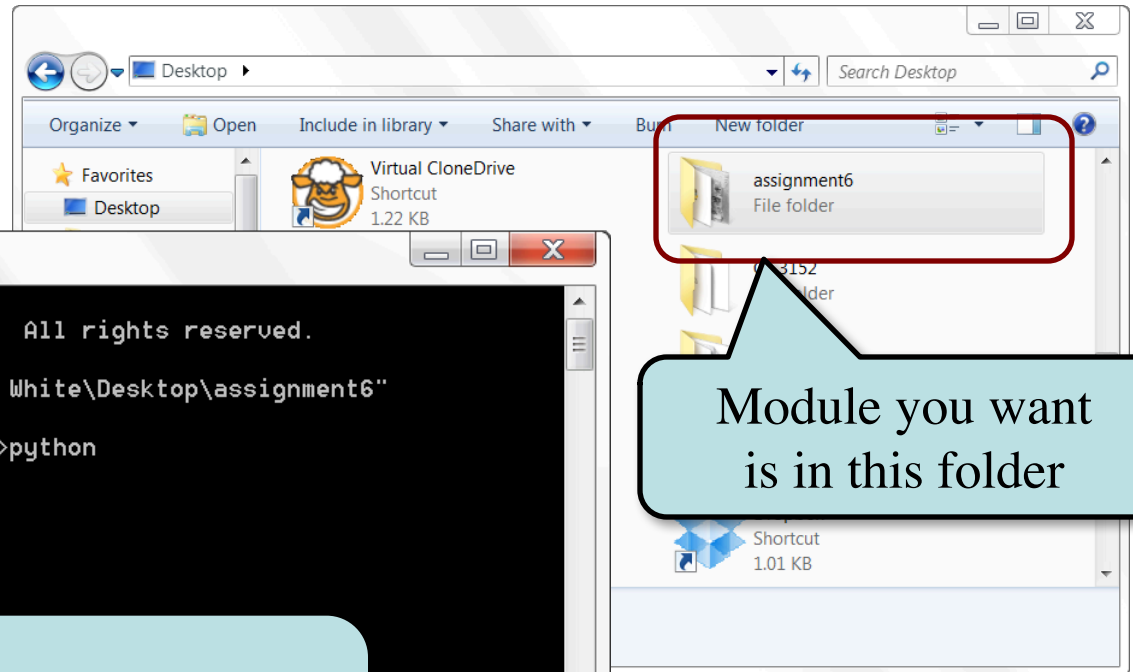 Desktop
Search Desktop
Organize
Open
Include in library
Share with
Burn
New folder
Favorites
Desktop
Virtual CloneDrive
Shortcut
1.22 KB
assignment6
File folder
3152
All rights reserved.
White\Desktop\assignment6"
>python
Module you want
is in this folder
Shortcut
1.01 KB